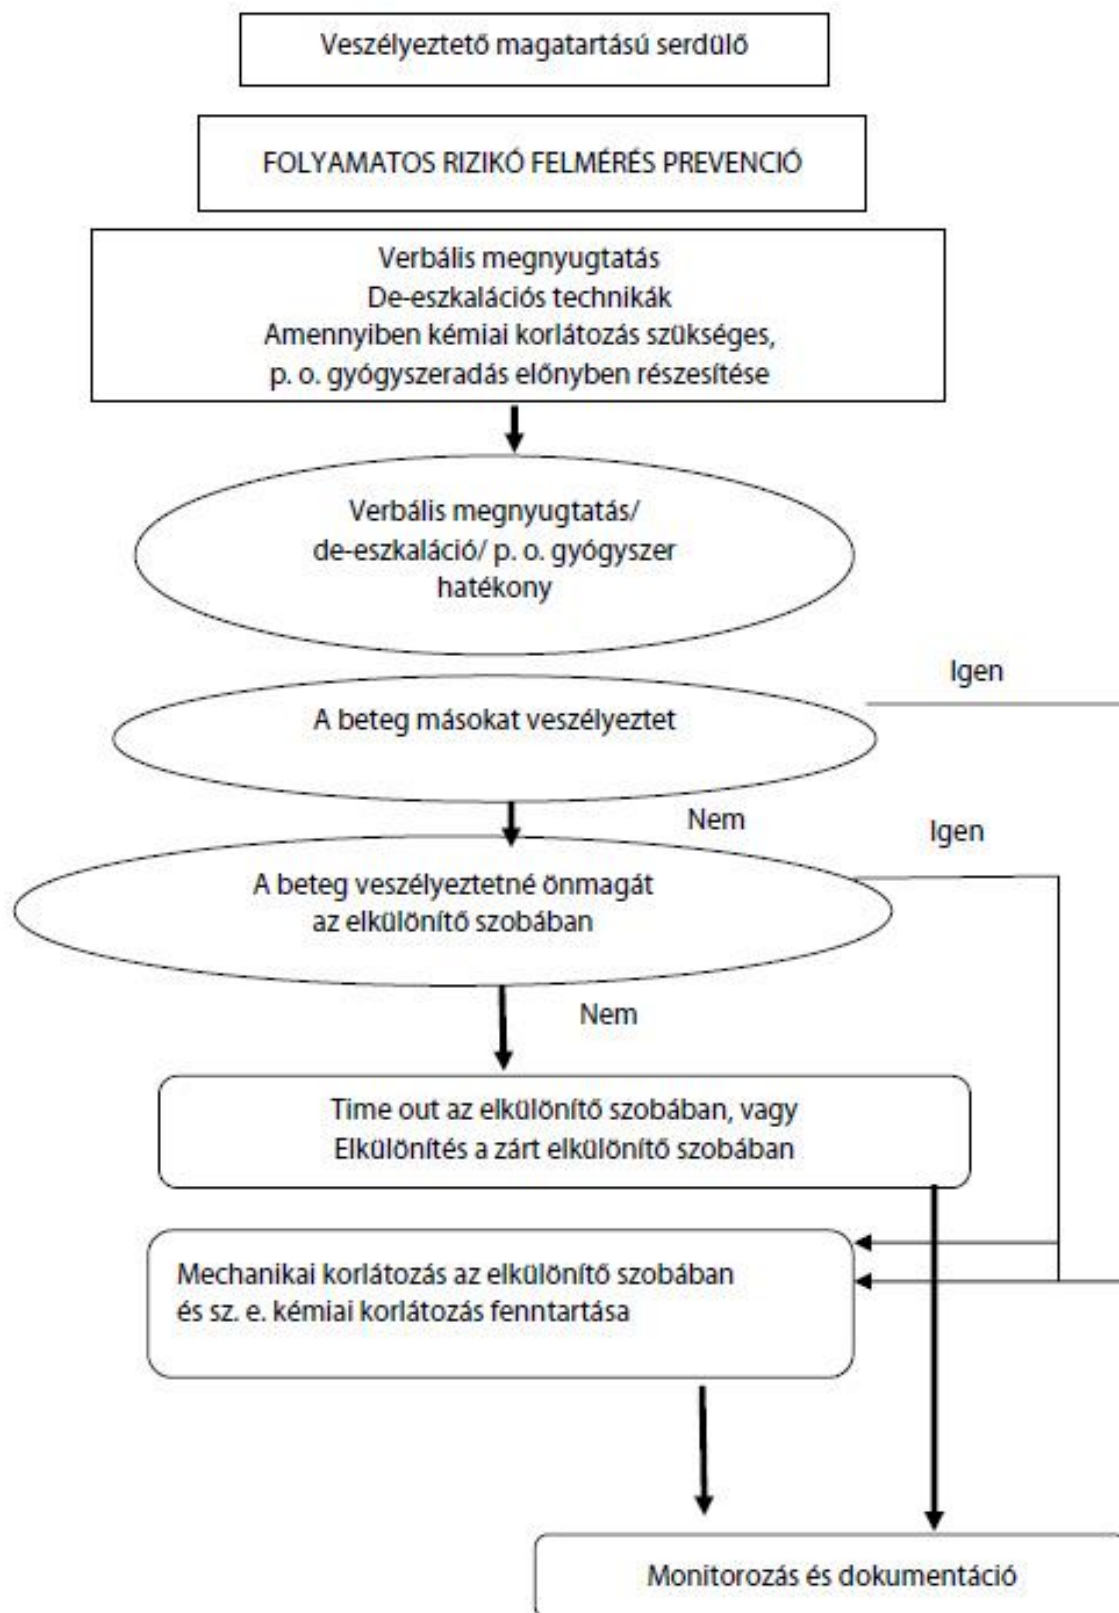 Veszélyeztető magatartású serdülő
FOLYAMATOS RIZIKÓ FELMÉRÉS PREVENCIÓ
Verbális megnyugtatás
De-eszkalációs technikák
Amennyiben kémiai korlátozás szükséges,
p. o. gyógyszeradás előnyben részesítése
Verbális megnyugtatás/
de-eszkaláció/ p. o. gyógyszer
hatékony
Igen
A beteg másokat veszélyeztet
Nem
Igen
A beteg veszélyeztetné önmagát
az elkülönítő szobában
Nem
Time out az elkülönítő szobában, vagy
Elkülönítés a zárt elkülönítő szobában
Mechanikai korlátozás az elkülönítő szobában
és sz. e. kémiai korlátozás fenntartása
Monitorozás és dokumentáció